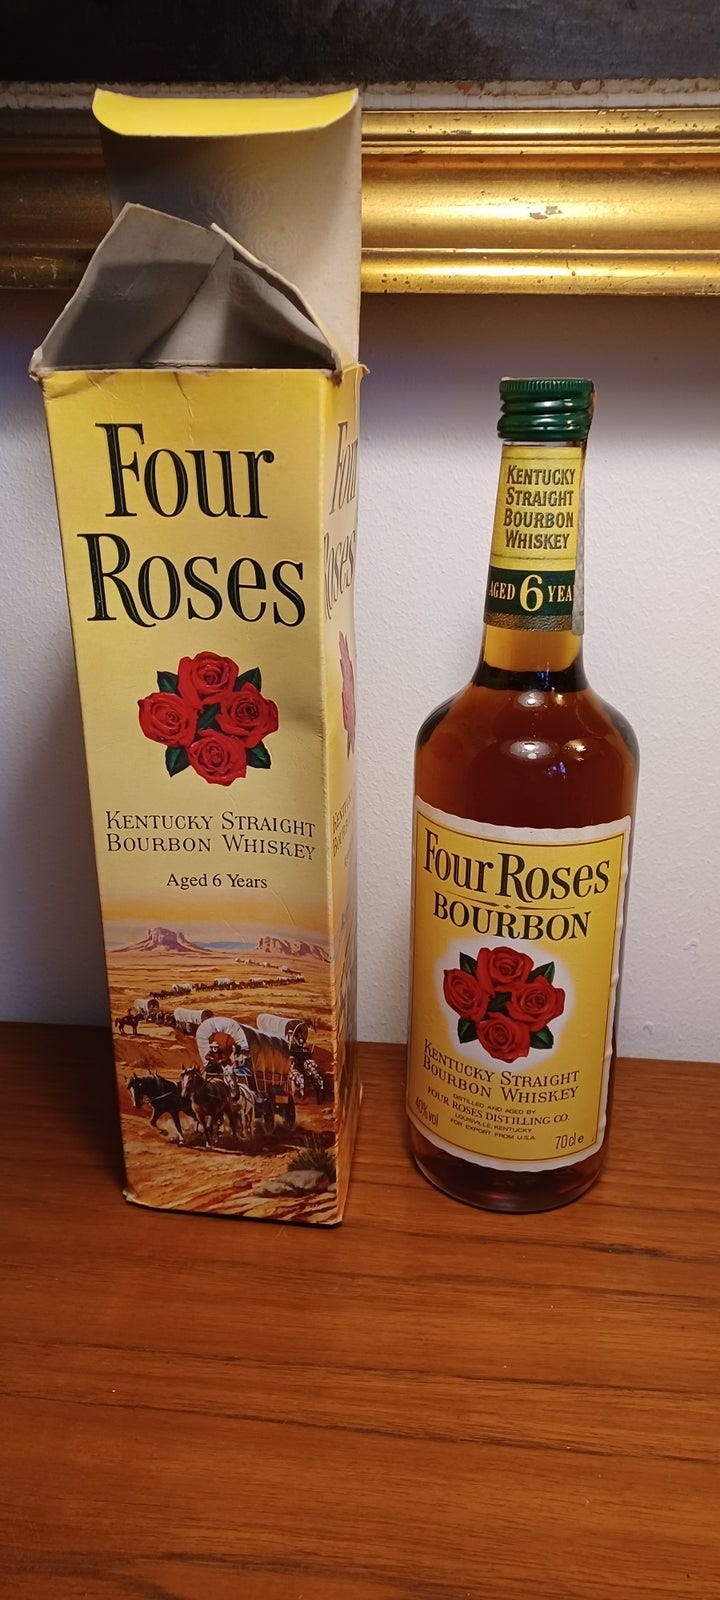 Four
Roses
KENTUCKY STRAIGHT
BOURBON WHISKEY
Aged 6 Years
Four
Roses
KENTUCKY
STRAIGHT
BOURBON
WHISKEY
AGED 6 YEA
Four Roses
BOURBON
KENTUCKY STRAIGHT
BOURBON WHISKEY
DISTILLED AND AGED BY
FOUR ROSES DISTILLING CO.
LOUISVILLE, KENTUCKY
FOR EXPORT FROM U.S.A.
40% vol
70cl e